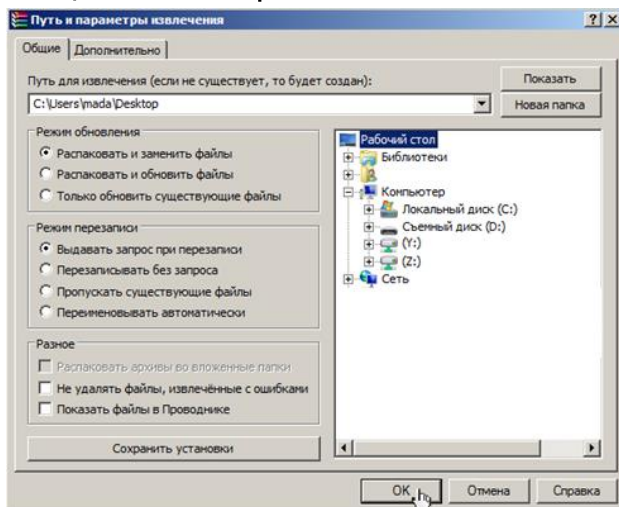 Путь и параметры извлечения
Общие Дополнительно
Путь для извлечения (если не существует, то будет создан):
Показать
C:\Users\mada\Desktop
Новая папка
Режим обновления
Распаковать и заменить файлы
Распаковать и обновить файлы
Только обновить существующие файлы
Режим перезаписи
Выдавать запрос при перезаписи
Перезаписывать без запроса
Пропускать существующие файлы
Переименовывать автоматически
Разное
Распаковать архивы во вложенные папки
Не удалять файлы, извлечённые с ошибками
Показать файлы в Проводнике
Сохранить установки
Рабочий стол
Библиотеки
Компьютер
Локальный диск (C:)
Съемный диск (D:)
(Y:)
(Z:)
Сеть
OK Отмена Справка